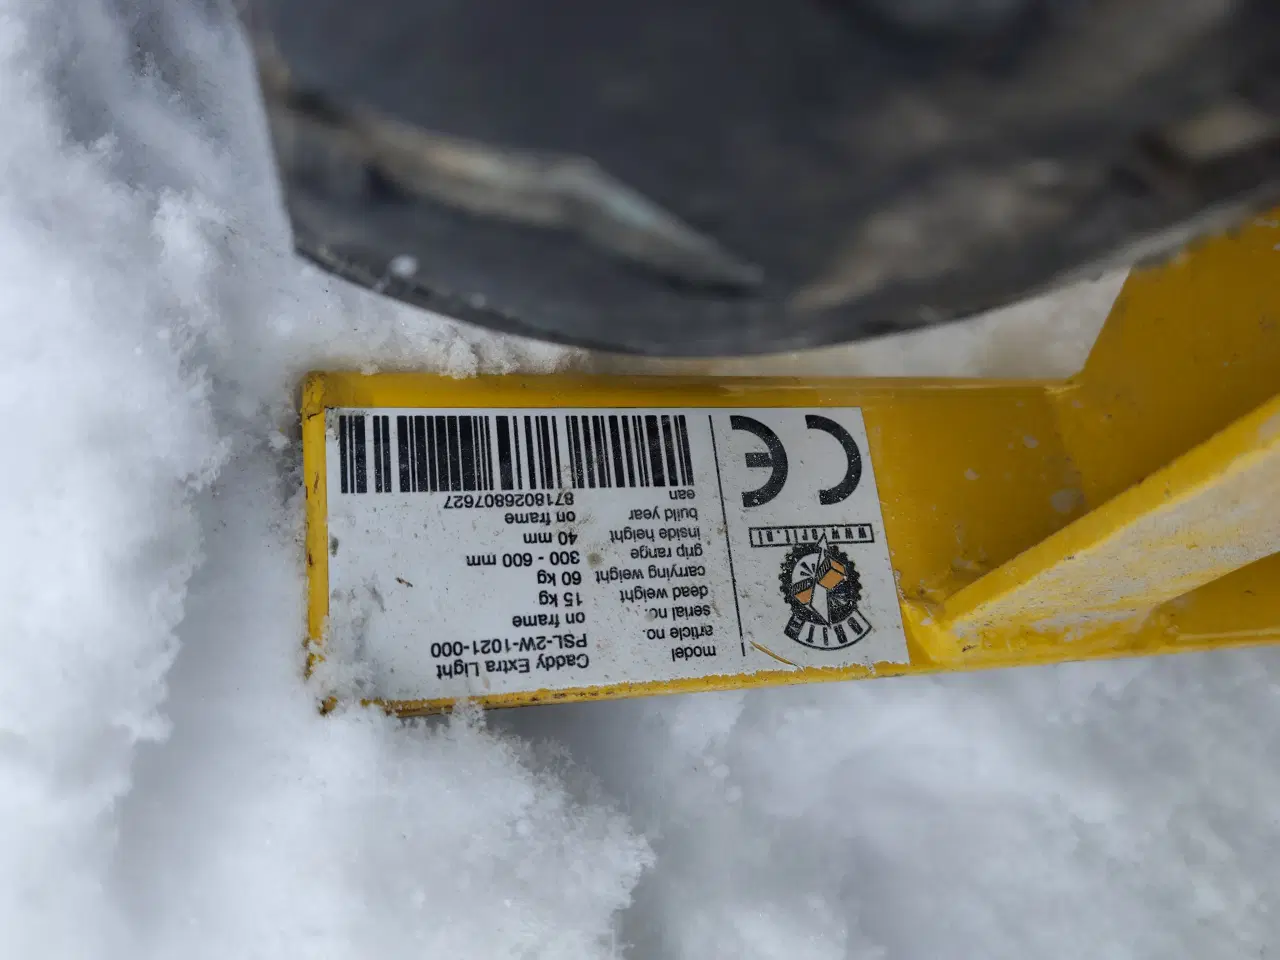 BRIT
www.brit.nl
CE
model Caddy Extra Light
article no. PSL-2W-1021-000
serial no. on frame
dead weight 15 kg
carrying weight 60 kg
grip range 300 - 600 mm
inside height 40 mm
build year on frame
ean 8718026807627